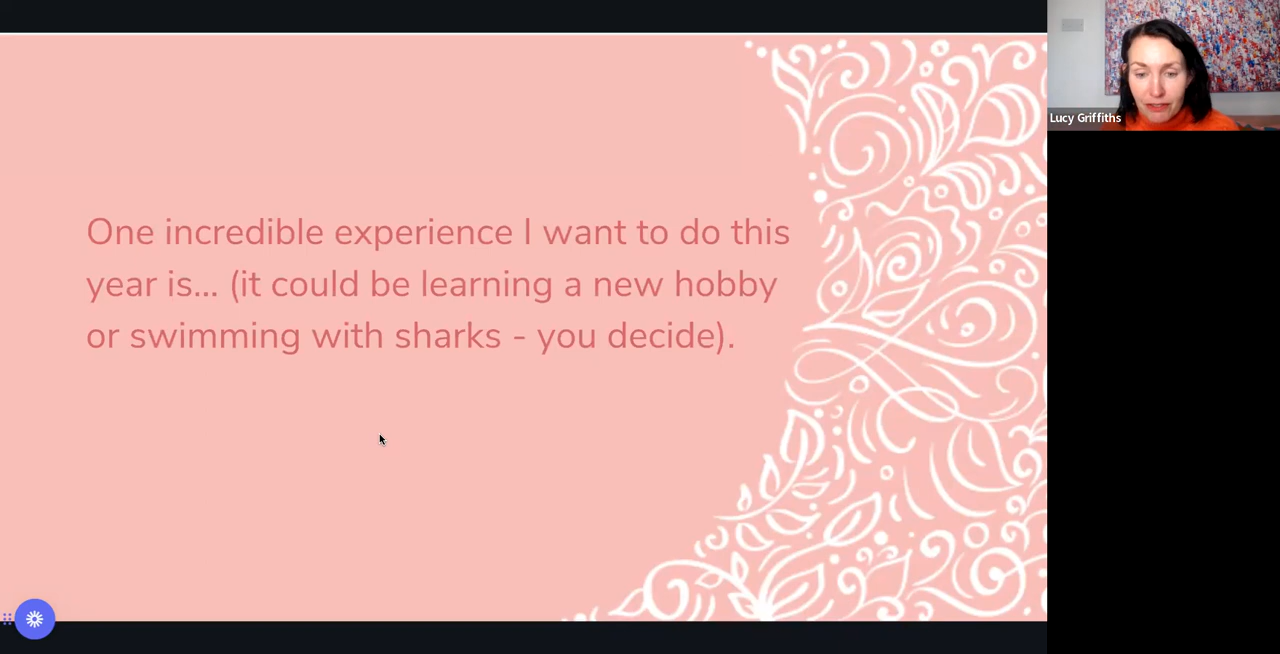 One incredible experience I want to do this
year is... (it could be learning a new hobby
or swimming with sharks - you decide).
Lucy Griffiths